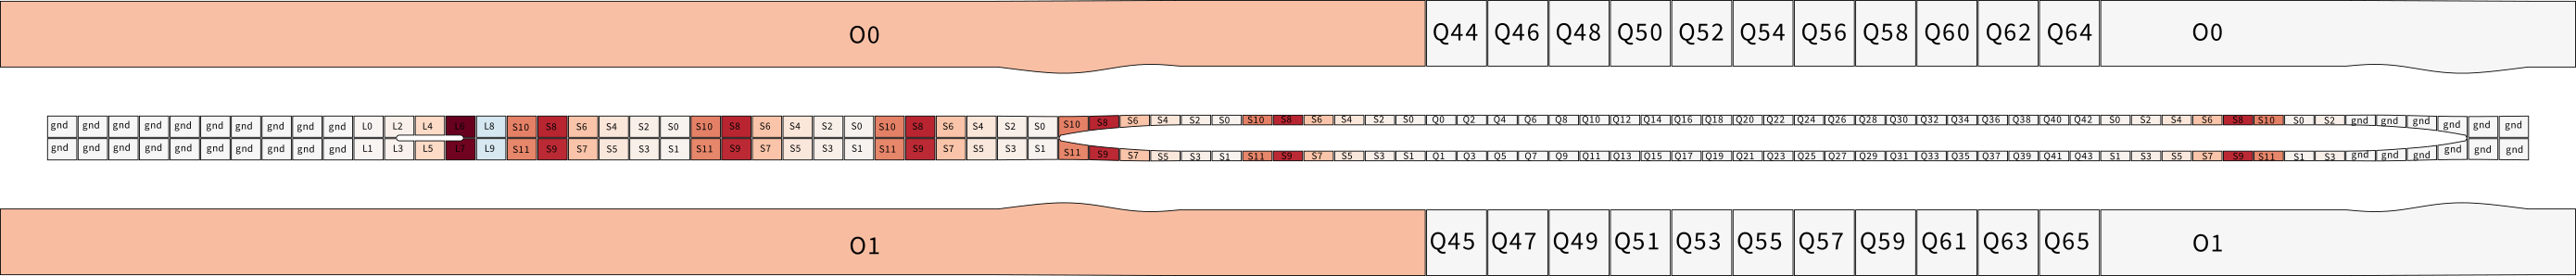 O0 Q44 Q46 Q48 Q50 Q52 Q54 Q56 Q58 Q60 Q62 Q64 O0
gnd gnd gnd gnd gnd gnd gnd gnd gnd gnd L0 L2 L4 L6 L8 S10 S8 S6 S4 S2 S0 S10 S8 S6 S4 S2 S0 S10 S8 S6 S4 S2 S0 S10 S8 S6 S4 S2 S0 S10 S8 S6 S4 S2 S0 Q0 Q2 Q4 Q6 Q8 Q10 Q12 Q14 Q16 Q18 Q20 Q22 Q24 Q26 Q28 Q30 Q32 Q34 Q36 Q38 Q40 Q42 S0 S2 S4 S6 S8 S10 S0 S2 gnd gnd gnd gnd gnd gnd
gnd gnd gnd gnd gnd gnd gnd gnd gnd gnd L1 L3 L5 L7 L9 S11 S9 S7 S5 S3 S1 S11 S9 S7 S5 S3 S1 S11 S9 S7 S5 S3 S1 S11 S9 S7 S5 S3 S1 S11 S9 S7 S5 S3 S1 Q1 Q3 Q5 Q7 Q9 Q11 Q13 Q15 Q17 Q19 Q21 Q23 Q25 Q27 Q29 Q31 Q33 Q35 Q37 Q39 Q41 Q43 S1 S3 S5 S7 S9 S11 S1 S3 gnd gnd gnd gnd gnd gnd
O1 Q45 Q47 Q49 Q51 Q53 Q55 Q57 Q59 Q61 Q63 Q65 O1